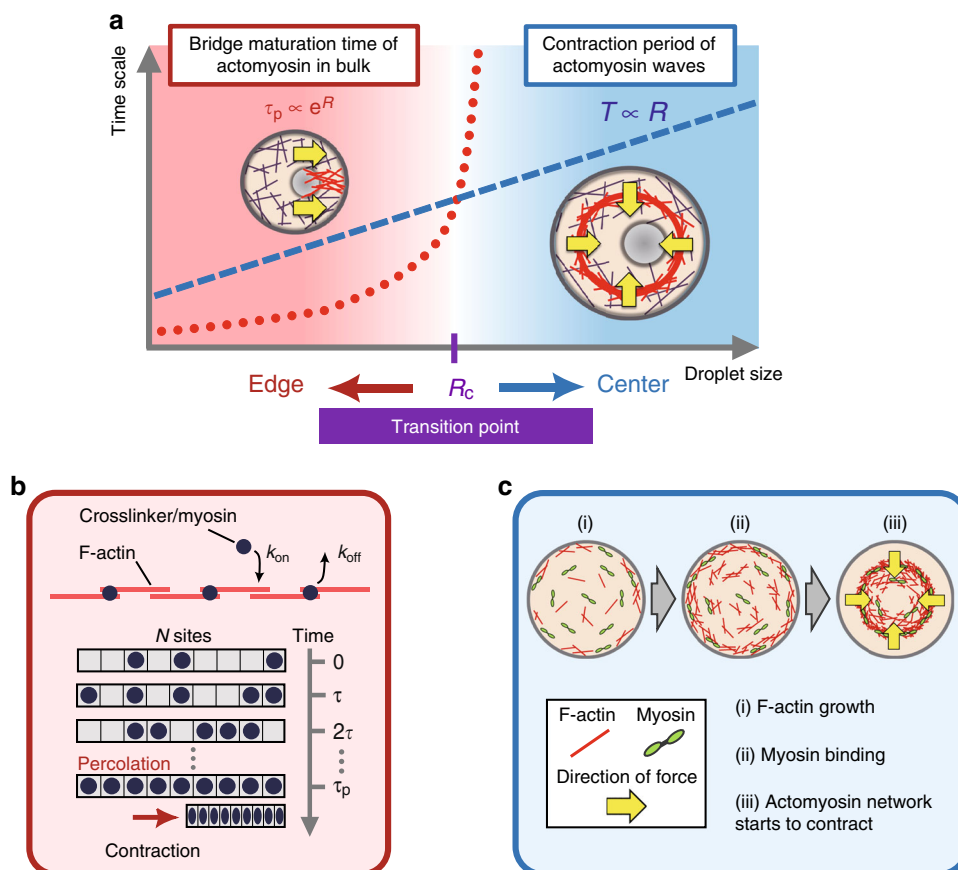 a
Bridge maturation time of
actomyosin in bulk
Contraction period of
actomyosin waves
Time scale
τp ∝ e^R
T ∝ R
Edge
Rc
Center
Droplet size
Transition point
b
Crosslinker/myosin
F-actin
kon
koff
N sites
Time
0
τ
2τ
Percolation
τp
Contraction
c
(i)
(ii)
(iii)
F-actin
Myosin
Direction of force
(i) F-actin growth
(ii) Myosin binding
(iii) Actomyosin network
starts to contract